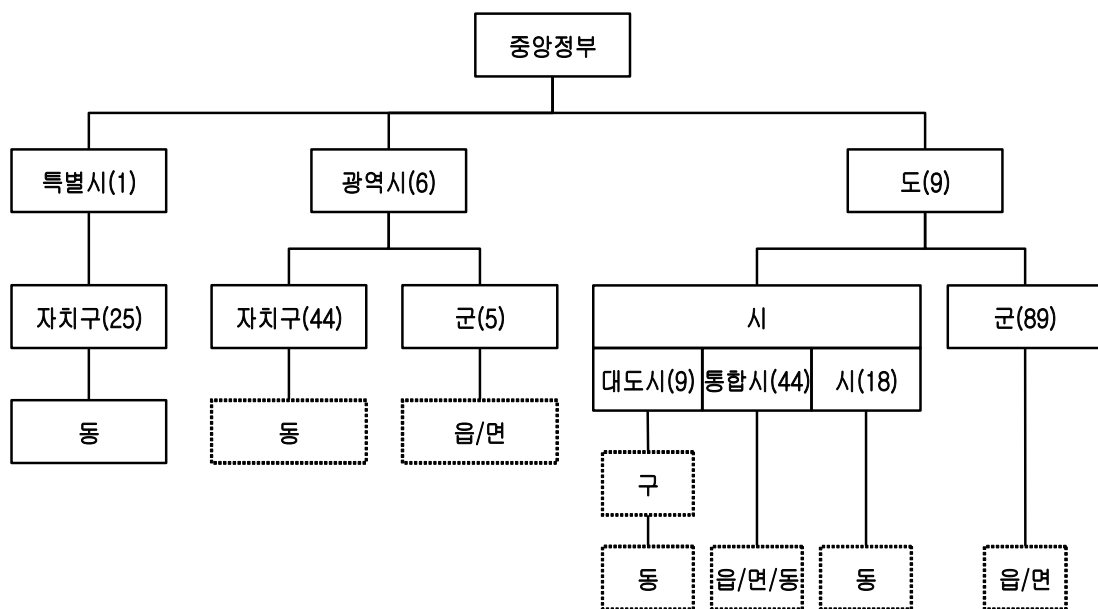 중앙정부
특별시(1)
광역시(6)
도(9)
자치구(25)
자치구(44)
군(5)
시
군(89)
대도시(9)
통합시(44)
시(18)
동
동
읍/면
구
동
읍/면/동
동
읍/면